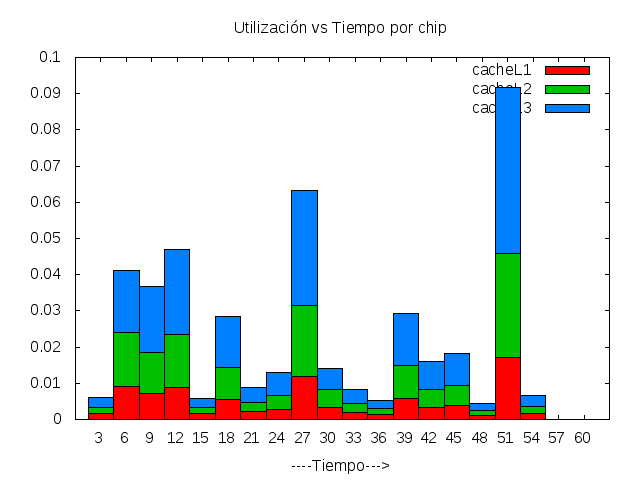 Utilización vs Tiempo por chip
0.1
0.09
0.08
0.07
0.06
0.05
0.04
0.03
0.02
0.01
0
cacheL1
cacheL2
cacheL3
3 6 9 12 15 18 21 24 27 30 33 36 39 42 45 48 51 54 57 60
----Tiempo--->